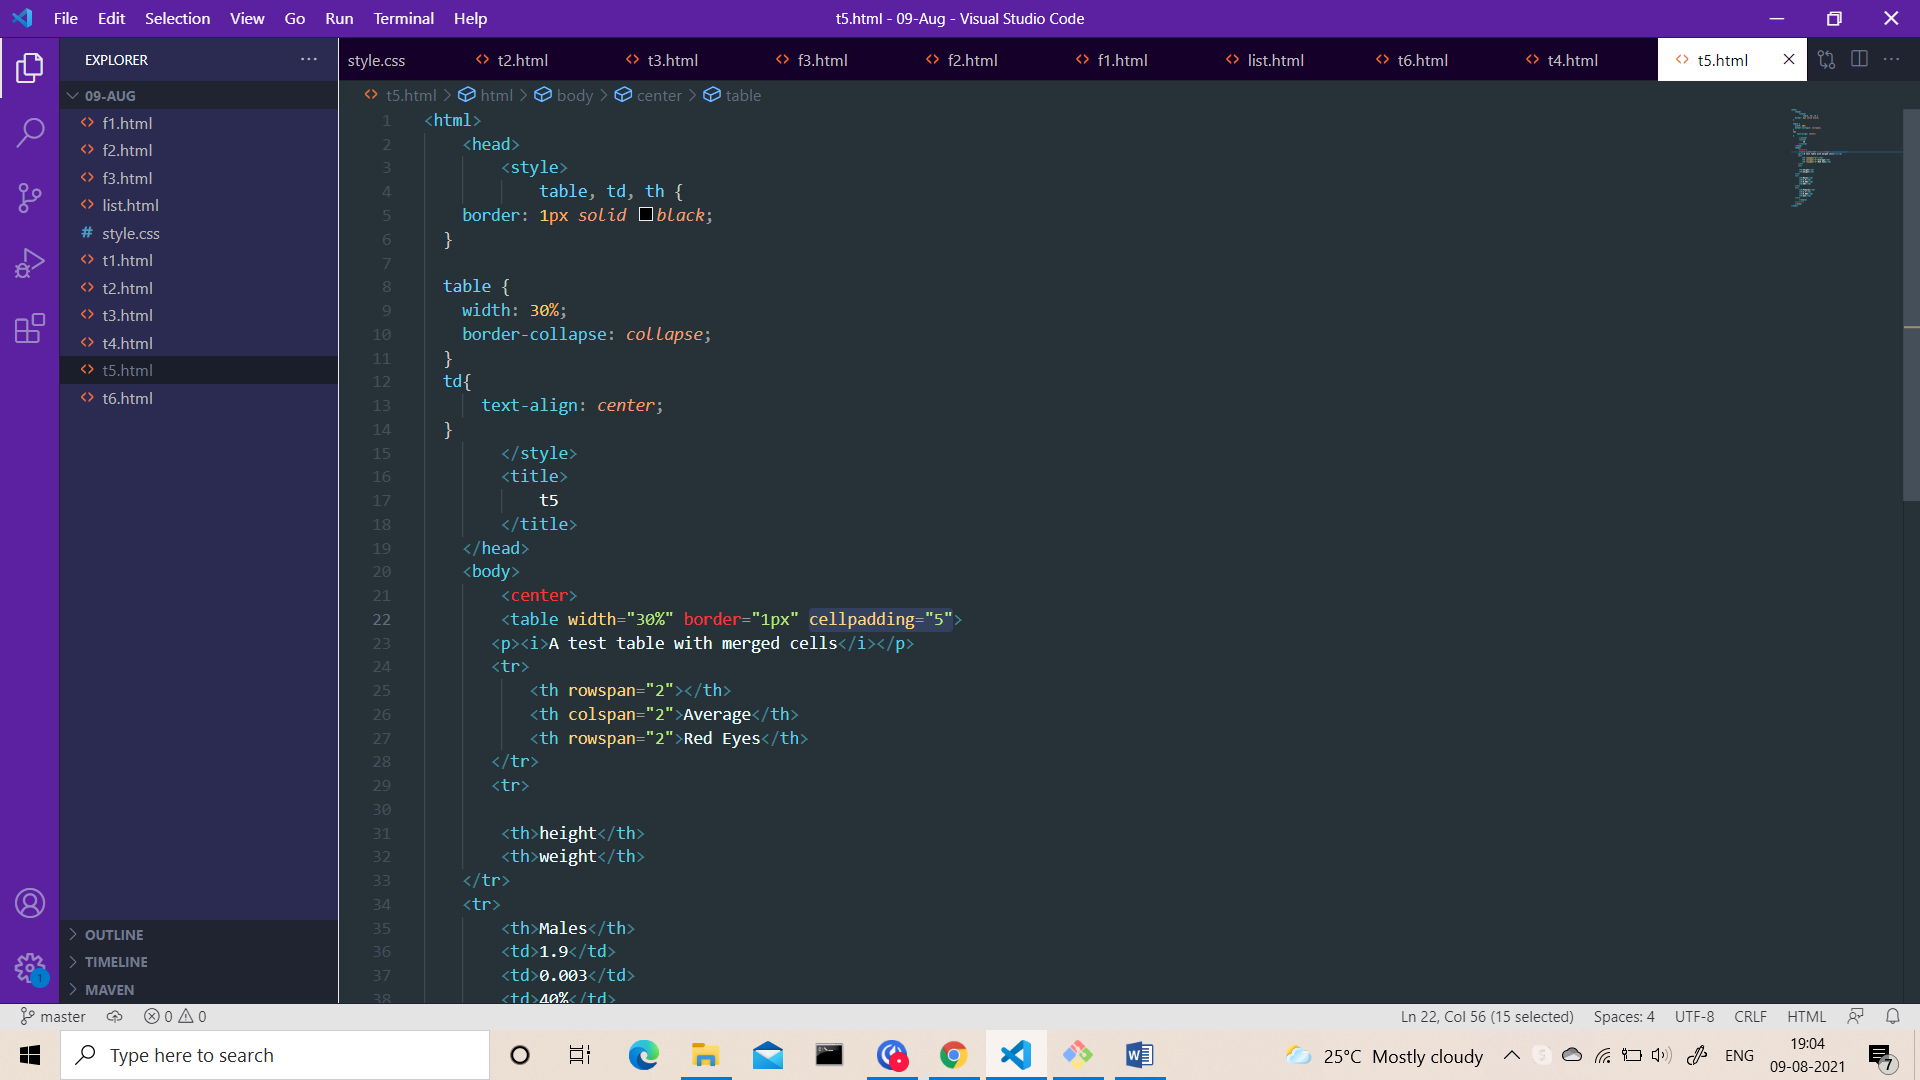 File Edit Selection View Go Run Terminal Help
t5.html - 09-Aug - Visual Studio Code
EXPLORER
style.css t2.html t3.html f3.html f2.html f1.html list.html t6.html t4.html t5.html
09-AUG
t5.html html body center table
f1.html
f2.html
f3.html
list.html
style.css
t1.html
t2.html
t3.html
t4.html
t5.html
t6.html
1 <html>
2 <head>
3 <style>
4 table, td, th {
5 border: 1px solid black;
6 }
7
8 table {
9 width: 30%;
10 border-collapse: collapse;
11 }
12 td{
13 text-align: center;
14 }
15 </style>
16 <title>
17 t5
18 </title>
19 </head>
20 <body>
21 <center>
22 <table width="30%" border="1px" cellpadding="5">
23 <p><i>A test table with merged cells</i></p>
24 <tr>
25 <th rowspan="2"></th>
26 <th colspan="2">Average</th>
27 <th rowspan="2">Red Eyes</th>
28 </tr>
29 <tr>
30
31 <th>height</th>
32 <th>weight</th>
33 </tr>
34 <tr>
35 <th>Males</th>
36 <td>1.9</td>
37 <td>0.003</td>
38 <td>40%</td>
OUTLINE
TIMELINE
MAVEN
1
master 0 0
Ln 22, Col 56 (15 selected) Spaces: 4 UTF-8 CRLF HTML
Type here to search
25°C Mostly cloudy
ENG
19:04
09-08-2021
7